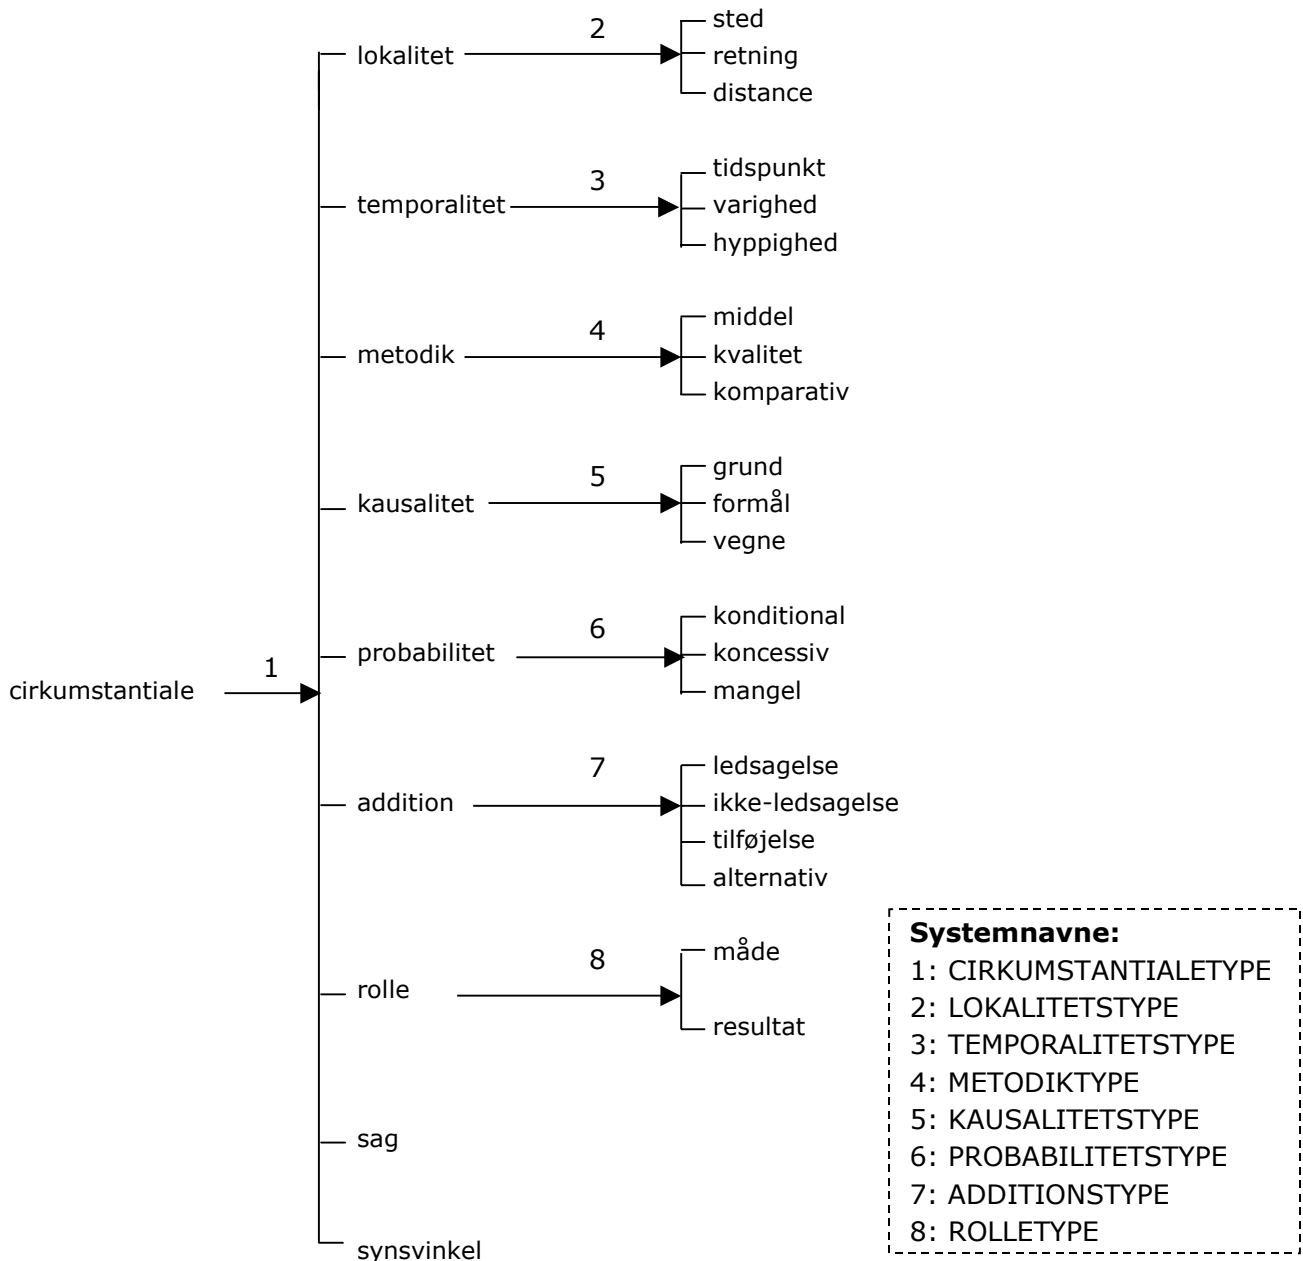 cirkumstantiale
1
lokalitet
2
sted
retning
distance
temporalitet
3
tidspunkt
varighed
hyppighed
metodik
4
middel
kvalitet
komparativ
kausalitet
5
grund
formål
vegne
probabilitet
6
konditional
koncessiv
mangel
addition
7
ledsagelse
ikke-ledsagelse
tilføjelse
alternativ
rolle
8
måde
resultat
sag
synsvinkel
Systemnavne:
1: CIRKUMSTANTIALETYPE
2: LOKALITETSTYPE
3: TEMPORALITETSTYPE
4: METODIKTYPE
5: KAUSALITETSTYPE
6: PROBABILITETSTYPE
7: ADDITIONSTYPE
8: ROLLETYPE